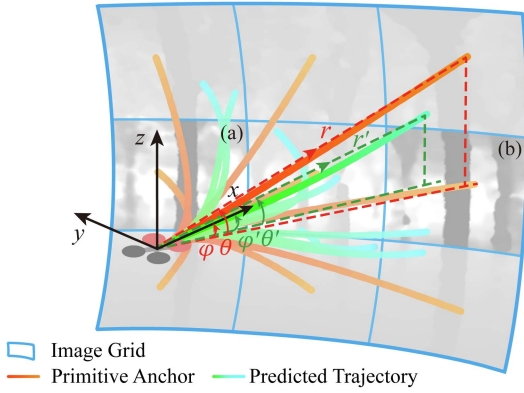 (a)
r
r′
(b)
z
x
y
φ θ φ′θ′
Image Grid
Primitive Anchor
Predicted Trajectory